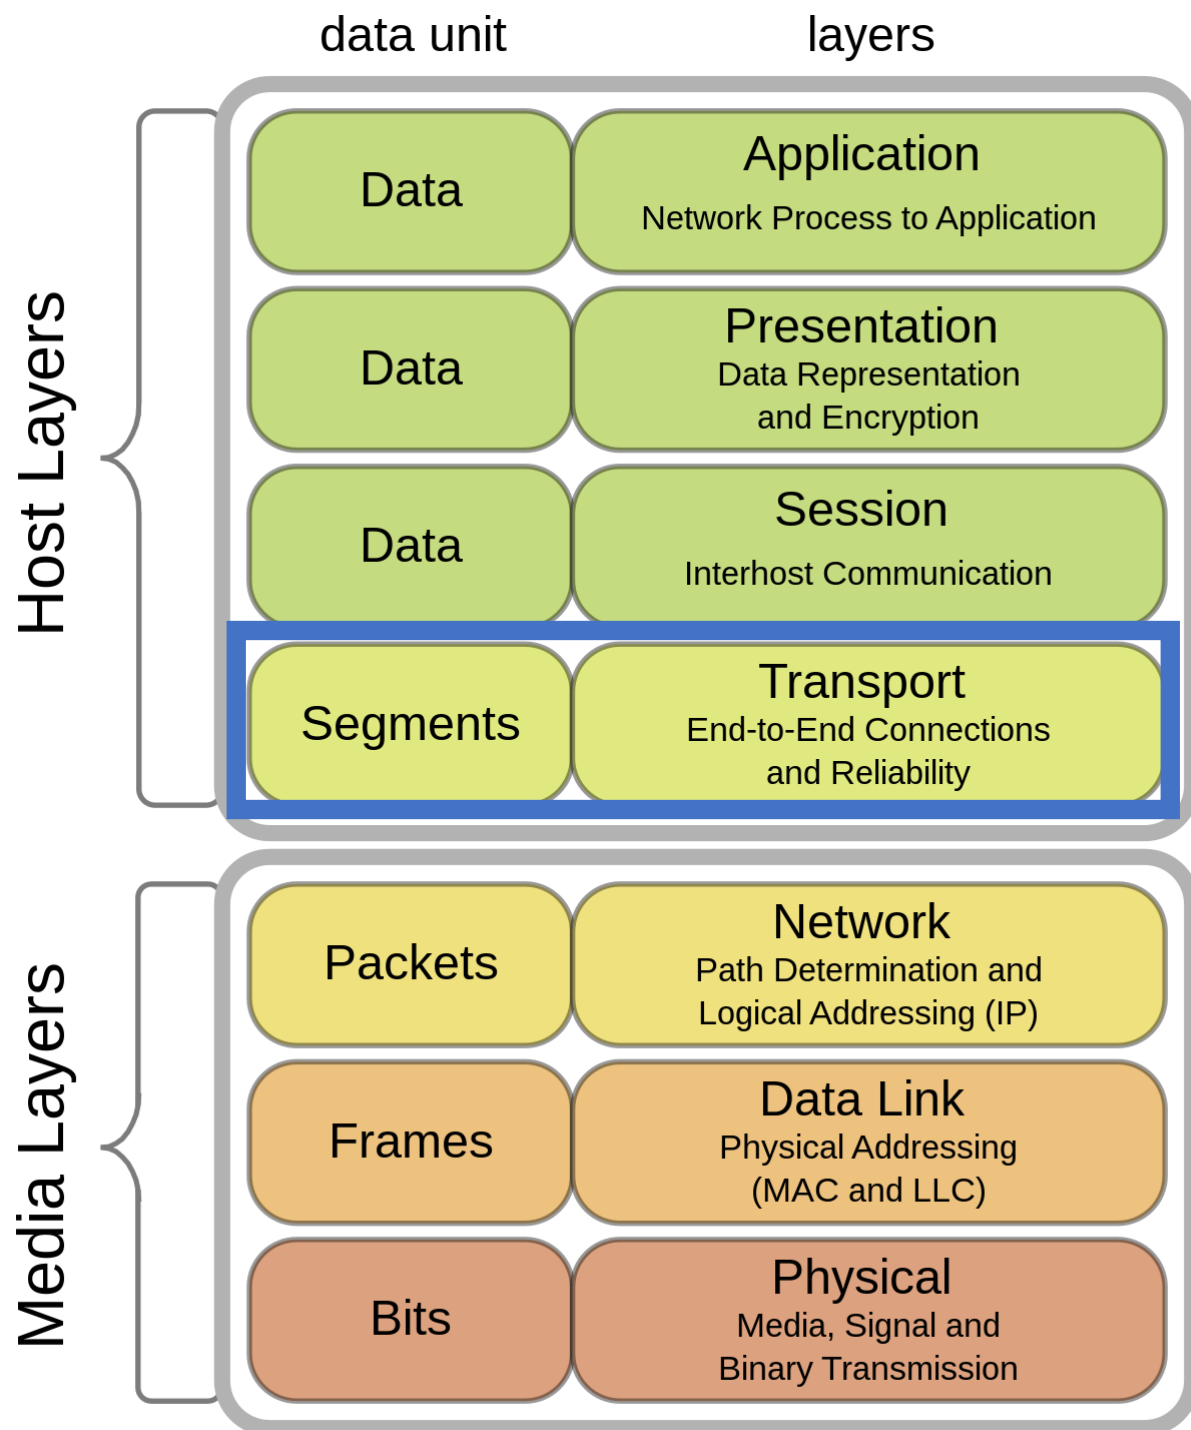 data unit
layers
Host Layers
Data
Application
Network Process to Application
Data
Presentation
Data Representation
and Encryption
Data
Session
Interhost Communication
Segments
Transport
End-to-End Connections
and Reliability
Media Layers
Packets
Network
Path Determination and
Logical Addressing (IP)
Frames
Data Link
Physical Addressing
(MAC and LLC)
Bits
Physical
Media, Signal and
Binary Transmission